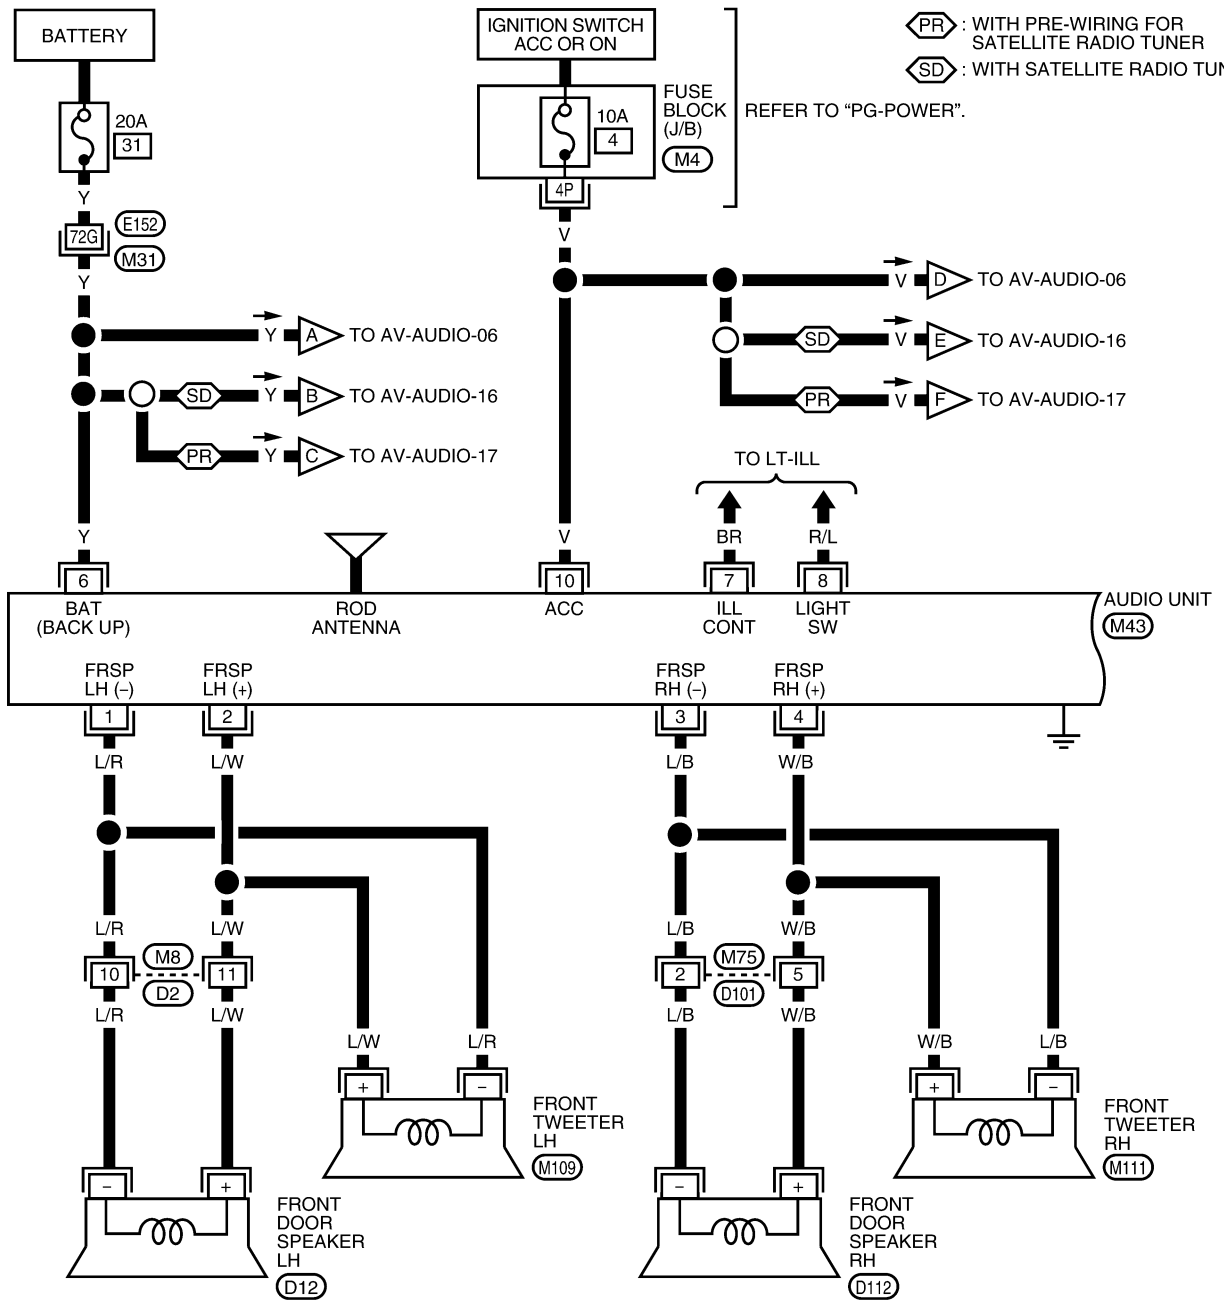 BATTERY
IGNITION SWITCH
ACC OR ON
PR : WITH PRE-WIRING FOR
SATELLITE RADIO TUNER
SD : WITH SATELLITE RADIO TUN
20A
31
10A
4
FUSE
BLOCK
(J/B)
M4
REFER TO “PG-POWER”.
4P
Y
72G
E152
M31
Y
V
Y A TO AV-AUDIO-06
SD Y B TO AV-AUDIO-16
PR Y C TO AV-AUDIO-17
V D TO AV-AUDIO-06
SD V E TO AV-AUDIO-16
PR V F TO AV-AUDIO-17
TO LT-ILL
Y V BR R/L
6 10 7 8
BAT
(BACK UP)
ROD
ANTENNA
ACC
ILL
CONT
LIGHT
SW
AUDIO UNIT
M43
FRSP
LH (–)
FRSP
LH (+)
FRSP
RH (–)
FRSP
RH (+)
1 2 3 4
L/R L/W L/B W/B
L/R L/W L/B W/B
M8 M75
10 11 2 5
D2 D101
L/R L/W L/B W/B
L/W L/R W/B L/B
+ – + –
FRONT
TWEETER
LH
M109
FRONT
TWEETER
RH
M111
– + – +
FRONT
DOOR
SPEAKER
LH
D12
FRONT
DOOR
SPEAKER
RH
D112